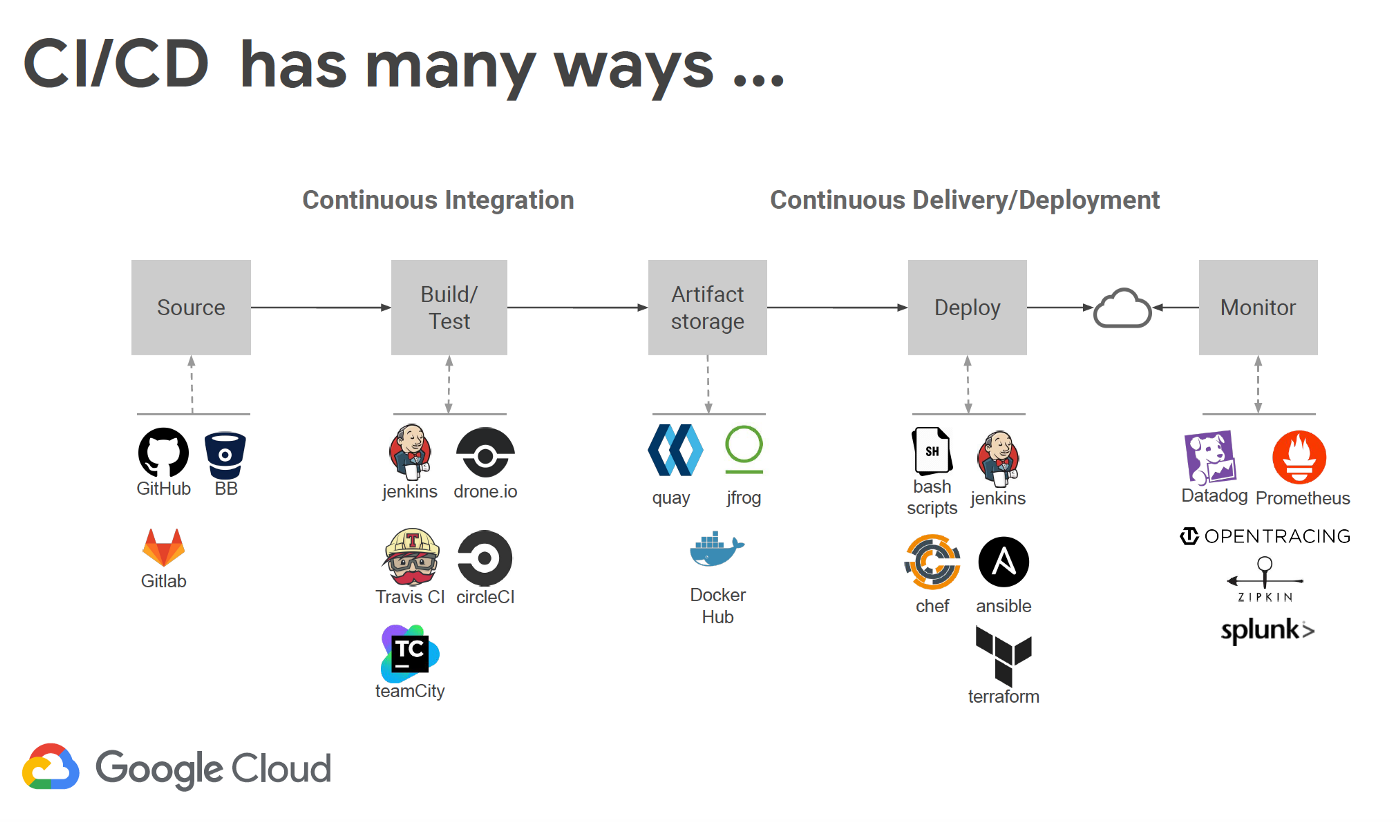 CI/CD has many ways ...
Continuous Integration
Continuous Delivery/Deployment
Source
Build/
Test
Artifact
storage
Deploy
Monitor
GitHub
BB
Gitlab
jenkins
drone.io
T
Travis CI
circleCI
TC
teamCity
quay
jfrog
Docker
Hub
SH
bash
scripts
jenkins
chef
A
ansible
terraform
Datadog
Prometheus
OPENTRACING
ZIPKIN
splunk>
Google Cloud